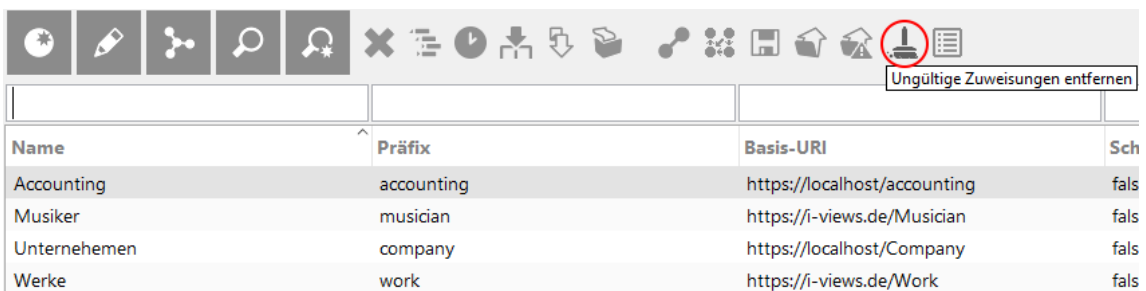 Ungültige Zuweisungen entfernen
Name Präfix Basis-URI Sch
Accounting accounting https://localhost/accounting fals
Musiker musician https://i-views.de/Musician fals
Unternehemen company https://localhost/Company fals
Werke work https://i-views.de/Work fals